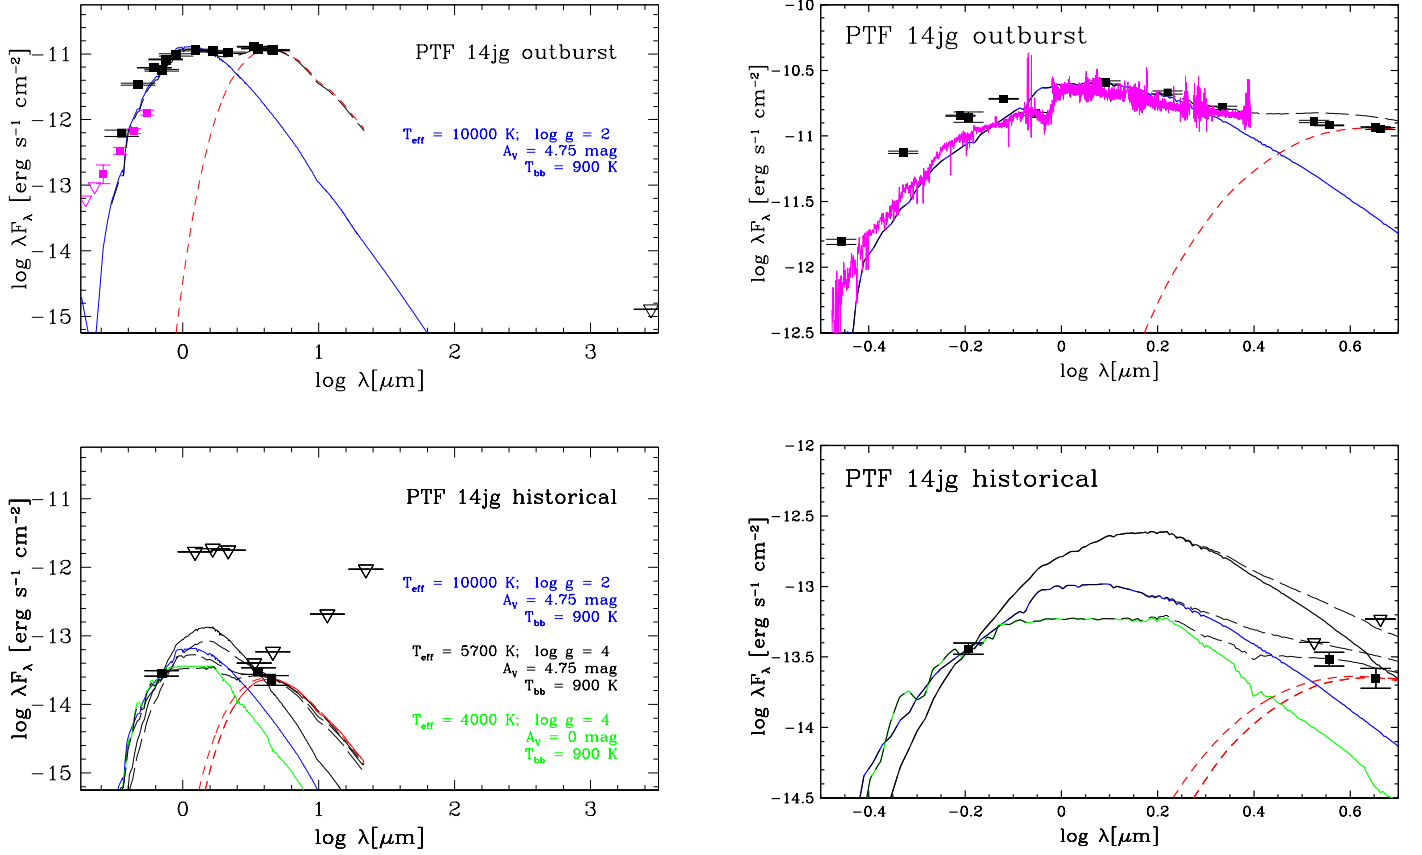 PTF 14jg outburst
T_eff = 10000 K; log g = 2
A_V = 4.75 mag
T_bb = 900 K
log λF_λ [erg s⁻¹ cm⁻²]
−11
−12
−13
−14
−15
0
1
2
3
log λ[μm]
PTF 14jg outburst
log λF_λ [erg s⁻¹ cm⁻²]
−10
−10.5
−11
−11.5
−12
−12.5
−0.4
−0.2
0
0.2
0.4
0.6
log λ[μm]
PTF 14jg historical
T_eff = 10000 K; log g = 2
A_V = 4.75 mag
T_bb = 900 K
T_eff = 5700 K; log g = 4
A_V = 4.75 mag
T_bb = 900 K
T_eff = 4000 K; log g = 4
A_V = 0 mag
T_bb = 900 K
log λF_λ [erg s⁻¹ cm⁻²]
−11
−12
−13
−14
−15
0
1
2
3
log λ[μm]
PTF 14jg historical
log λF_λ [erg s⁻¹ cm⁻²]
−12
−12.5
−13
−13.5
−14
−14.5
−0.4
−0.2
0
0.2
0.4
0.6
log λ[μm]